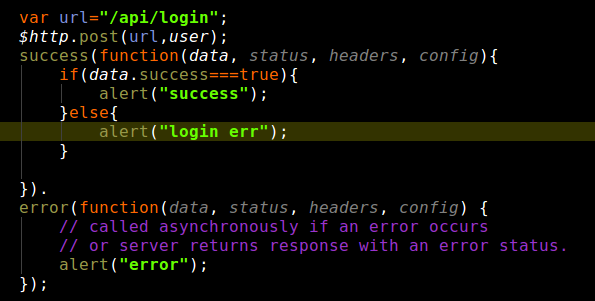 var url="/api/login";
$http.post(url,user);
success(function(data, status, headers, config){
    if(data.success===true){
        alert("success");
    }else{
        alert("login err");
    }

}).
error(function(data, status, headers, config) {
    // called asynchronously if an error occurs
    // or server returns response with an error status.
    alert("error");
});